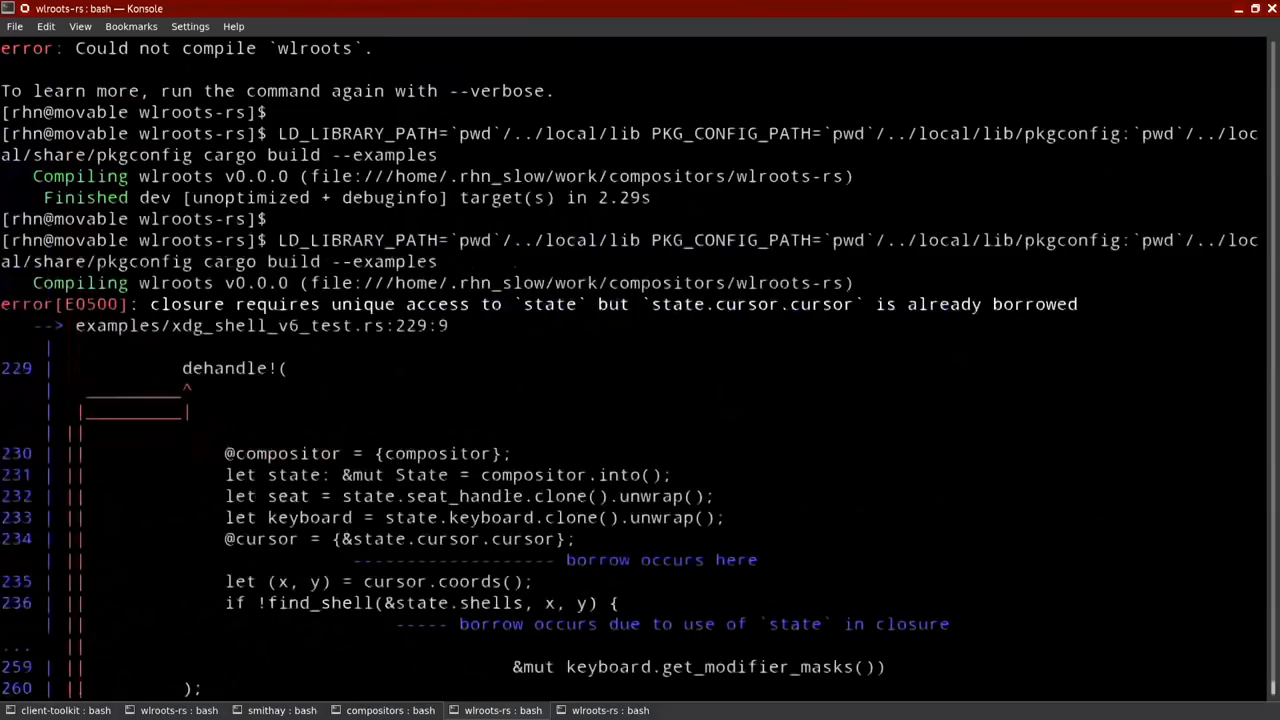 wlroots-rs : bash — Konsole
File Edit View Bookmarks Settings Help
error: Could not compile `wlroots`.
To learn more, run the command again with --verbose.
[rhn@movable wlroots-rs]$
[rhn@movable wlroots-rs]$ LD_LIBRARY_PATH=`pwd`/../local/lib PKG_CONFIG_PATH=`pwd`/../local/lib/pkgconfig:`pwd`/../loc
al/share/pkgconfig cargo build --examples
Compiling wlroots v0.0.0 (file:///home/.rhn_slow/work/compositors/wlroots-rs)
Finished dev [unoptimized + debuginfo] target(s) in 2.29s
[rhn@movable wlroots-rs]$
[rhn@movable wlroots-rs]$ LD_LIBRARY_PATH=`pwd`/../local/lib PKG_CONFIG_PATH=`pwd`/../local/lib/pkgconfig:`pwd`/../loc
al/share/pkgconfig cargo build --examples
Compiling wlroots v0.0.0 (file:///home/.rhn_slow/work/compositors/wlroots-rs)
error[E0500]: closure requires unique access to `state` but `state.cursor.cursor` is already borrowed
--> examples/xdg_shell_v6_test.rs:229:9
|
229 | dehandle!(
| _________^
| |_________|
| ||
230 | || @compositor = {compositor};
231 | || let state: &mut State = compositor.into();
232 | || let seat = state.seat_handle.clone().unwrap();
233 | || let keyboard = state.keyboard.clone().unwrap();
234 | || @cursor = {&state.cursor.cursor};
| || ------------------- borrow occurs here
235 | || let (x, y) = cursor.coords();
236 | || if !find_shell(&state.shells, x, y) {
| || ----- borrow occurs due to use of `state` in closure
... ||
259 | || &mut keyboard.get_modifier_masks())
260 | || );
client-toolkit : bash wlroots-rs : bash smithay : bash compositors : bash wlroots-rs : bash wlroots-rs : bash